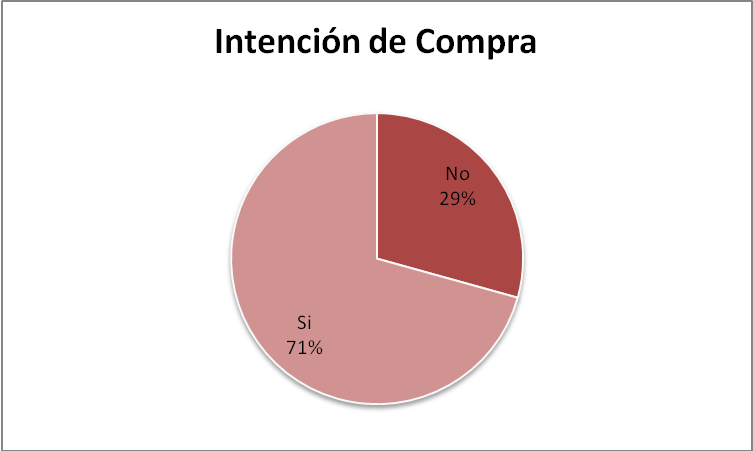 Intención de Compra
No
29%
Si
71%